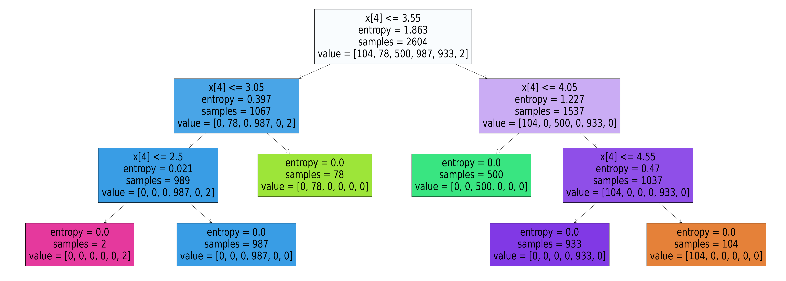 x[4] <= 3.55
entropy = 1.863
samples = 2604
value = [104, 78, 500, 987, 933, 2]
x[4] <= 3.05
entropy = 0.397
samples = 1067
value = [0, 78, 0, 987, 0, 2]
x[4] <= 4.05
entropy = 1.227
samples = 1537
value = [104, 0, 500, 0, 933, 0]
x[4] <= 2.5
entropy = 0.021
samples = 989
value = [0, 0, 0, 987, 0, 2]
entropy = 0.0
samples = 78
value = [0, 78, 0, 0, 0, 0]
entropy = 0.0
samples = 500
value = [0, 0, 500, 0, 0, 0]
x[4] <= 4.55
entropy = 0.47
samples = 1037
value = [104, 0, 0, 0, 933, 0]
entropy = 0.0
samples = 2
value = [0, 0, 0, 0, 0, 2]
entropy = 0.0
samples = 987
value = [0, 0, 0, 987, 0, 0]
entropy = 0.0
samples = 933
value = [0, 0, 0, 0, 933, 0]
entropy = 0.0
samples = 104
value = [104, 0, 0, 0, 0, 0]